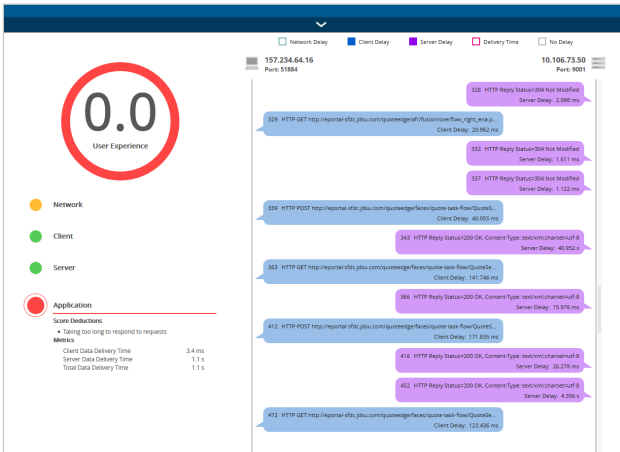 Network Delay
Client Delay
Server Delay
Delivery Time
No Delay
157.234.64.16
Port: 51884
10.106.73.50
Port: 9001
0.0
User Experience
Network
Client
Server
Application
Score Deductions
• Taking too long to respond to requests
Metrics
Client Data Delivery Time 3.4 ms
Server Data Delivery Time 1.1 s
Total Data Delivery Time 1.1 s
328 HTTP Reply Status=304 Not Modified
Server Delay: 2.098 ms
329 HTTP GET http://eportal-sfdc.jdsu.com/quoteedge/afr/fusion/overflow_right_ena.p...
Client Delay: 20.962 ms
332 HTTP Reply Status=304 Not Modified
Server Delay: 1.811 ms
337 HTTP Reply Status=304 Not Modified
Server Delay: 1.122 ms
339 HTTP POST http://eportal-sfdc.jdsu.com/quoteedge/faces/quote-task-flow/QuoteS...
Client Delay: 40.055 ms
343 HTTP Reply Status=200 OK, Content-Type: text/xml;charset=utf-8
Server Delay: 40.952 s
363 HTTP GET http://eportal-sfdc.jdsu.com/quoteedge/faces/quote-task-flow/QuoteSe...
Client Delay: 141.746 ms
366 HTTP Reply Status=200 OK, Content-Type: text/xml;charset=utf-8
Server Delay: 15.976 ms
412 HTTP POST http://eportal-sfdc.jdsu.com/quoteedge/faces/quote-task-flow/QuoteS...
Client Delay: 171.835 ms
416 HTTP Reply Status=200 OK, Content-Type: text/xml;charset=utf-8
Server Delay: 26.278 ms
452 HTTP Reply Status=200 OK, Content-Type: text/xml;charset=utf-8
Server Delay: 4.356 s
472 HTTP GET http://eportal-sfdc.jdsu.com/quoteedge/faces/quote-task-flow/QuoteSe...
Client Delay: 123.436 ms